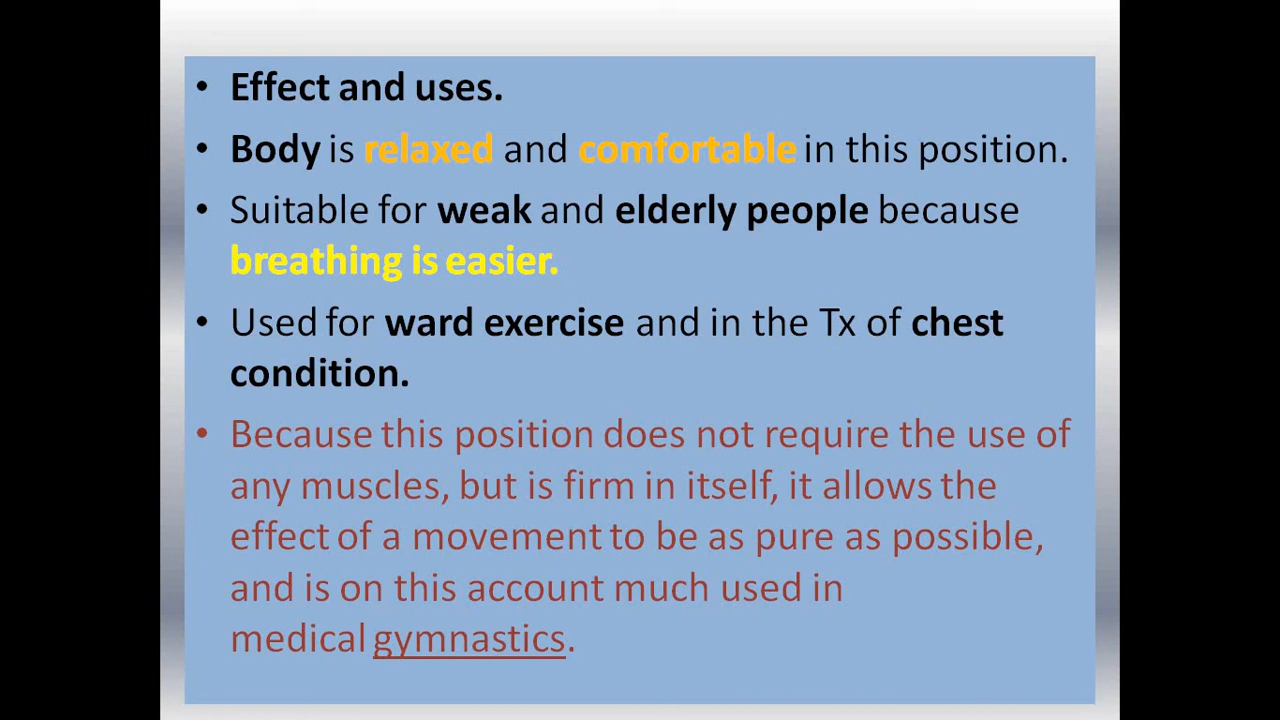 • Effect and uses.
• Body is relaxed and comfortable in this position.
• Suitable for weak and elderly people because
breathing is easier.
• Used for ward exercise and in the Tx of chest
condition.
• Because this position does not require the use of
any muscles, but is firm in itself, it allows the
effect of a movement to be as pure as possible,
and is on this account much used in
medical gymnastics.